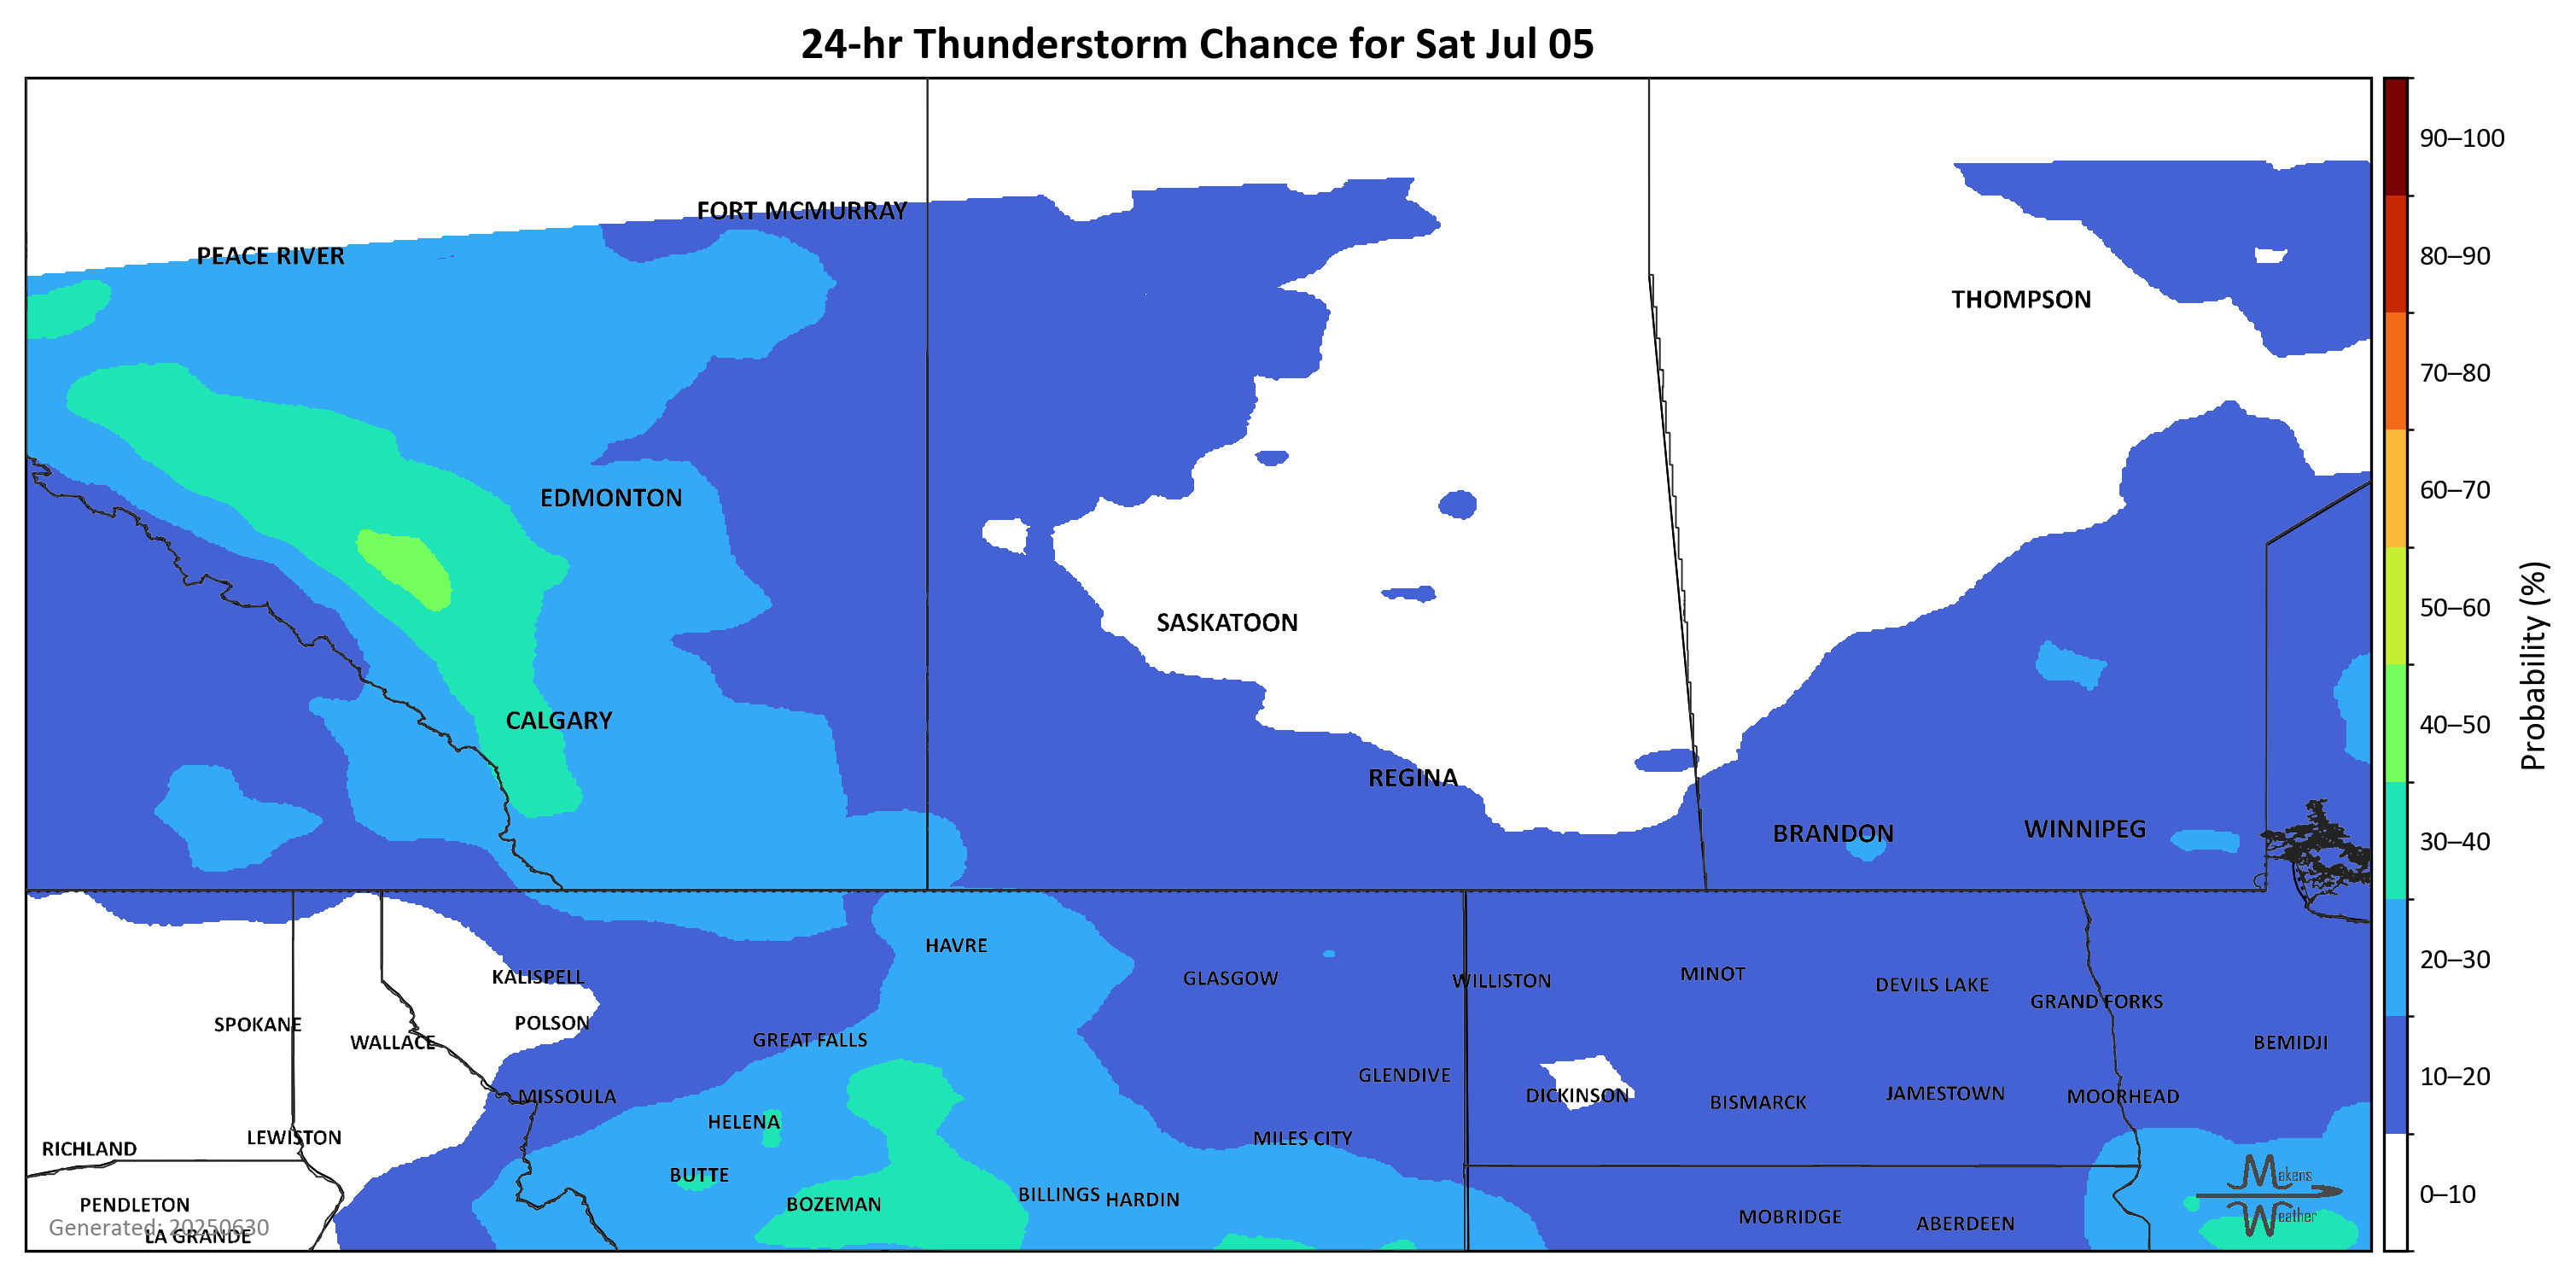 24-hr Thunderstorm Chance for Sat Jul 05
90–100
FORT MCMURRAY
PEACE RIVER
80–90
THOMPSON
70–80
60–70
EDMONTON
50–60
SASKATOON
Probability (%)
CALGARY
40–50
REGINA
BRANDON
WINNIPEG
30–40
HAVRE
20–30
KALISPELL
GLASGOW
WILLISTON
MINOT
DEVILS LAKE
GRAND FORKS
SPOKANE
POLSON
WALLACE
GREAT FALLS
BEMIDJI
GLENDIVE
10–20
MISSOULA
DICKINSON
BISMARCK
JAMESTOWN
MOORHEAD
HELENA
LEWISTON
MILES CITY
RICHLAND
BUTTE
Makens
BILLINGS
HARDIN
0–10
PENDLETON
BOZEMAN
MOBRIDGE
ABERDEEN
Weather
Generated: 20250630
LA GRANDE